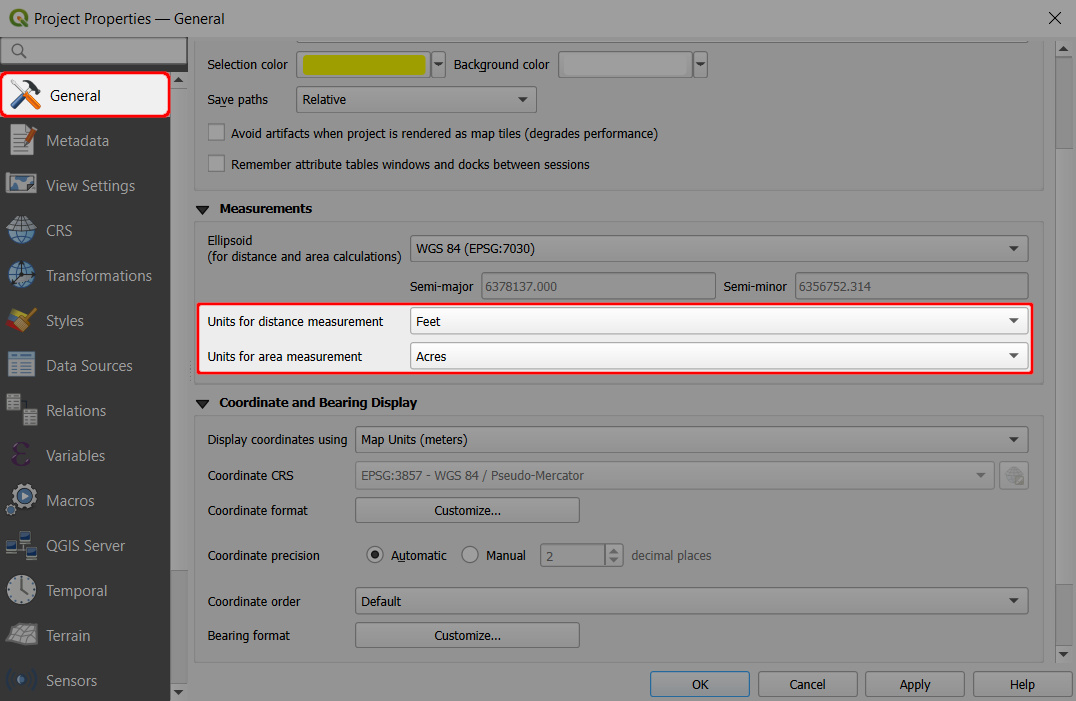 Project Properties — General
General
Metadata
View Settings
CRS
Transformations
Styles
Data Sources
Relations
Variables
Macros
QGIS Server
Temporal
Terrain
Sensors
Selection color
Background color
Save paths
Relative
Avoid artifacts when project is rendered as map tiles (degrades performance)
Remember attribute tables windows and docks between sessions
Measurements
Ellipsoid
(for distance and area calculations)
WGS 84 (EPSG:7030)
Semi-major
6378137.000
Semi-minor
6356752.314
Units for distance measurement
Feet
Units for area measurement
Acres
Coordinate and Bearing Display
Display coordinates using
Map Units (meters)
Coordinate CRS
EPSG:3857 - WGS 84 / Pseudo-Mercator
Coordinate format
Customize...
Coordinate precision
Automatic
Manual
2
decimal places
Coordinate order
Default
Bearing format
Customize...
OK
Cancel
Apply
Help